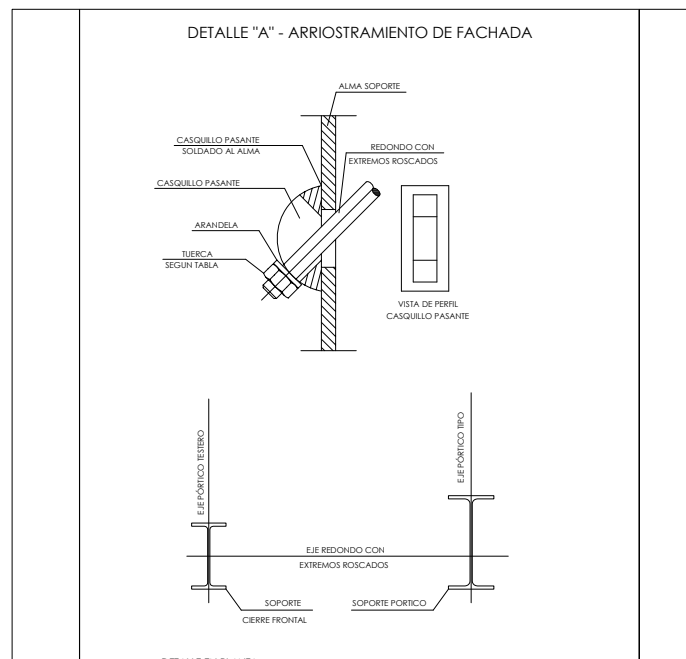 DETALLE "A" - ARRIOSTRAMIENTO DE FACHADA
ALMA SOPORTE
CASQUILLO PASANTE
SOLDADO AL ALMA
REDONDO CON
EXTREMOS ROSCADOS
CASQUILLO PASANTE
ARANDELA
TUERCA
SEGUN TABLA
VISTA DE PERFIL
CASQUILLO PASANTE
EJE PÓRTICO TESTERO
EJE PÓRTICO TIPO
EJE REDONDO CON
EXTREMOS ROSCADOS
SOPORTE
CIERRE FRONTAL
SOPORTE PORTICO